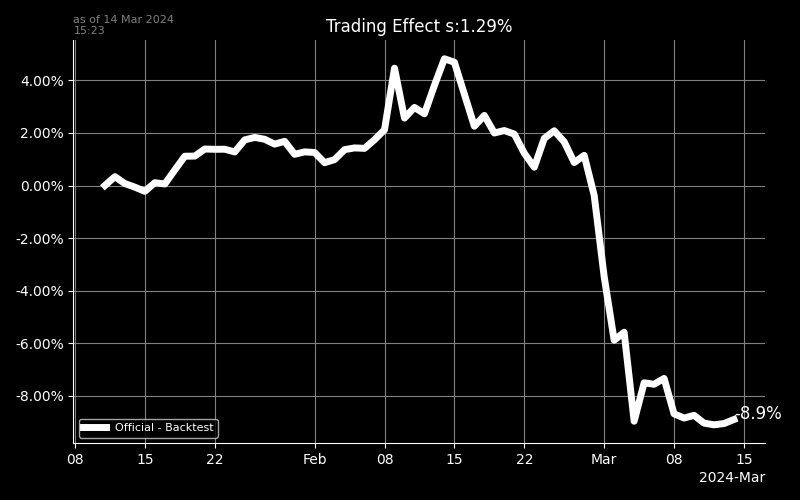 as of 14 Mar 2024
15:23
Trading Effect s:1.29%
4.00%
2.00%
0.00%
-2.00%
-4.00%
-6.00%
-8.00%
-8.9%
Official - Backtest
08 15 22 Feb 08 15 22 Mar 08 15
2024-Mar